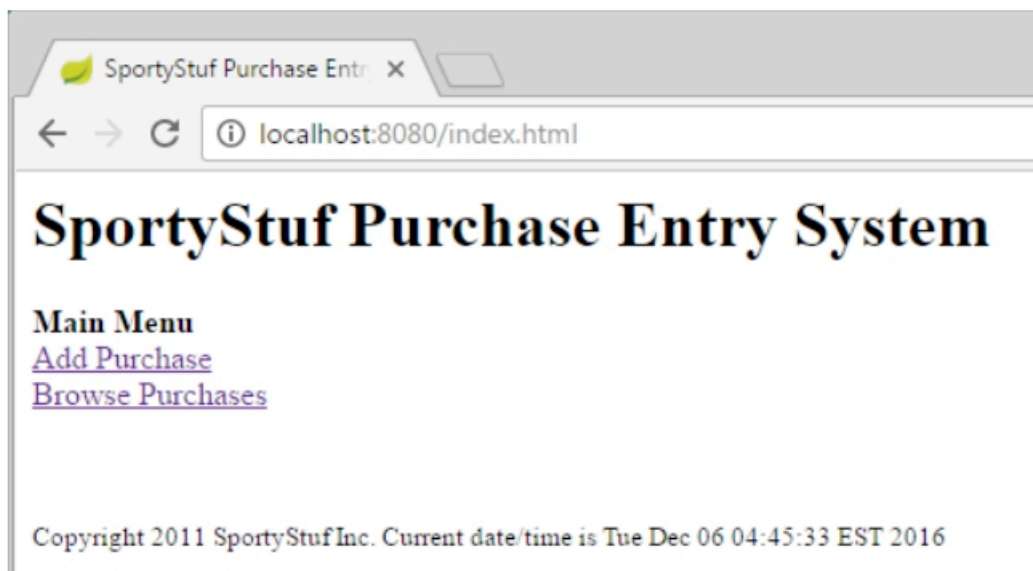 SportyStuf Purchase Entr
localhost:8080/index.html
SportyStuf Purchase Entry System
Main Menu
Add Purchase
Browse Purchases
Copyright 2011 SportyStuf Inc. Current date/time is Tue Dec 06 04:45:33 EST 2016